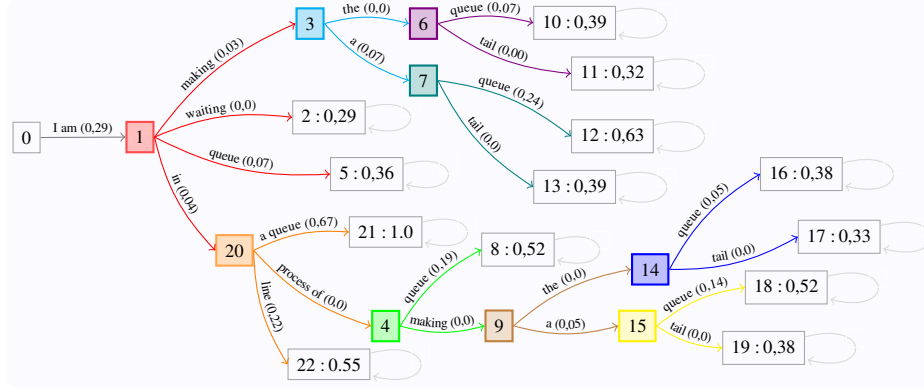 0
I am (0,29)
1
making (0,03)
3
the (0,0)
6
queue (0,07)
10 : 0,39
tail (0,00)
11 : 0,32
a (0,07)
7
queue (0,24)
12 : 0,63
tail (0,0)
13 : 0,39
waiting (0,0)
2 : 0,29
queue (0,07)
5 : 0,36
in (0,04)
20
a queue (0,67)
21 : 1.0
process of (0,0)
4
line (0,22)
22 : 0.55
queue (0,19)
8 : 0,52
making (0,0)
9
the (0,0)
14
queue (0,05)
16 : 0,38
tail (0,0)
17 : 0,33
a (0,05)
15
queue (0,14)
18 : 0,52
tail (0,0)
19 : 0,38